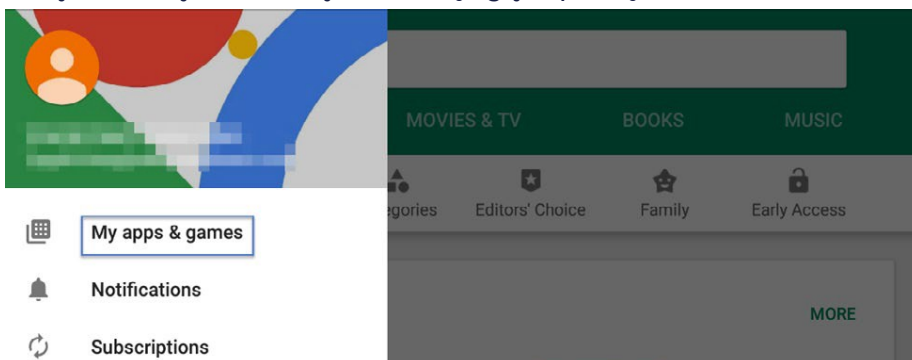 MOVIES & TV BOOKS MUSIC
egories Editors' Choice Family Early Access
My apps & games
Notifications
MORE
Subscriptions